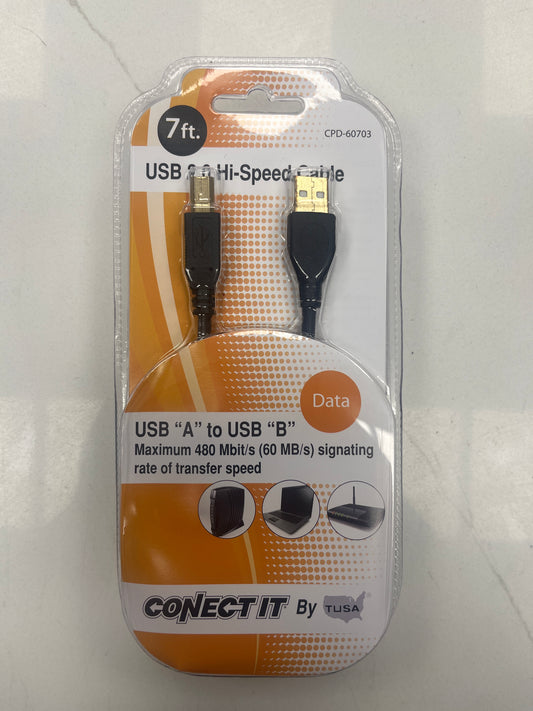 7ft.
CPD-60703
USB 2.0 Hi-Speed Cable
Data
USB “A” to USB “B”
Maximum 480 Mbit/s (60 MB/s) signating
rate of transfer speed
CONECT IT By TUSA